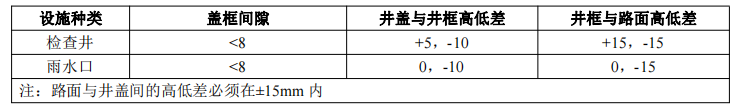 设施种类 盖框间隙 井盖与井框高低差 井框与路面高低差
检查井 <8 +5，-10 +15，-15
雨水口 <8 0，-10 0，-15
注：路面与井盖间的高低差必须在±15mm 内